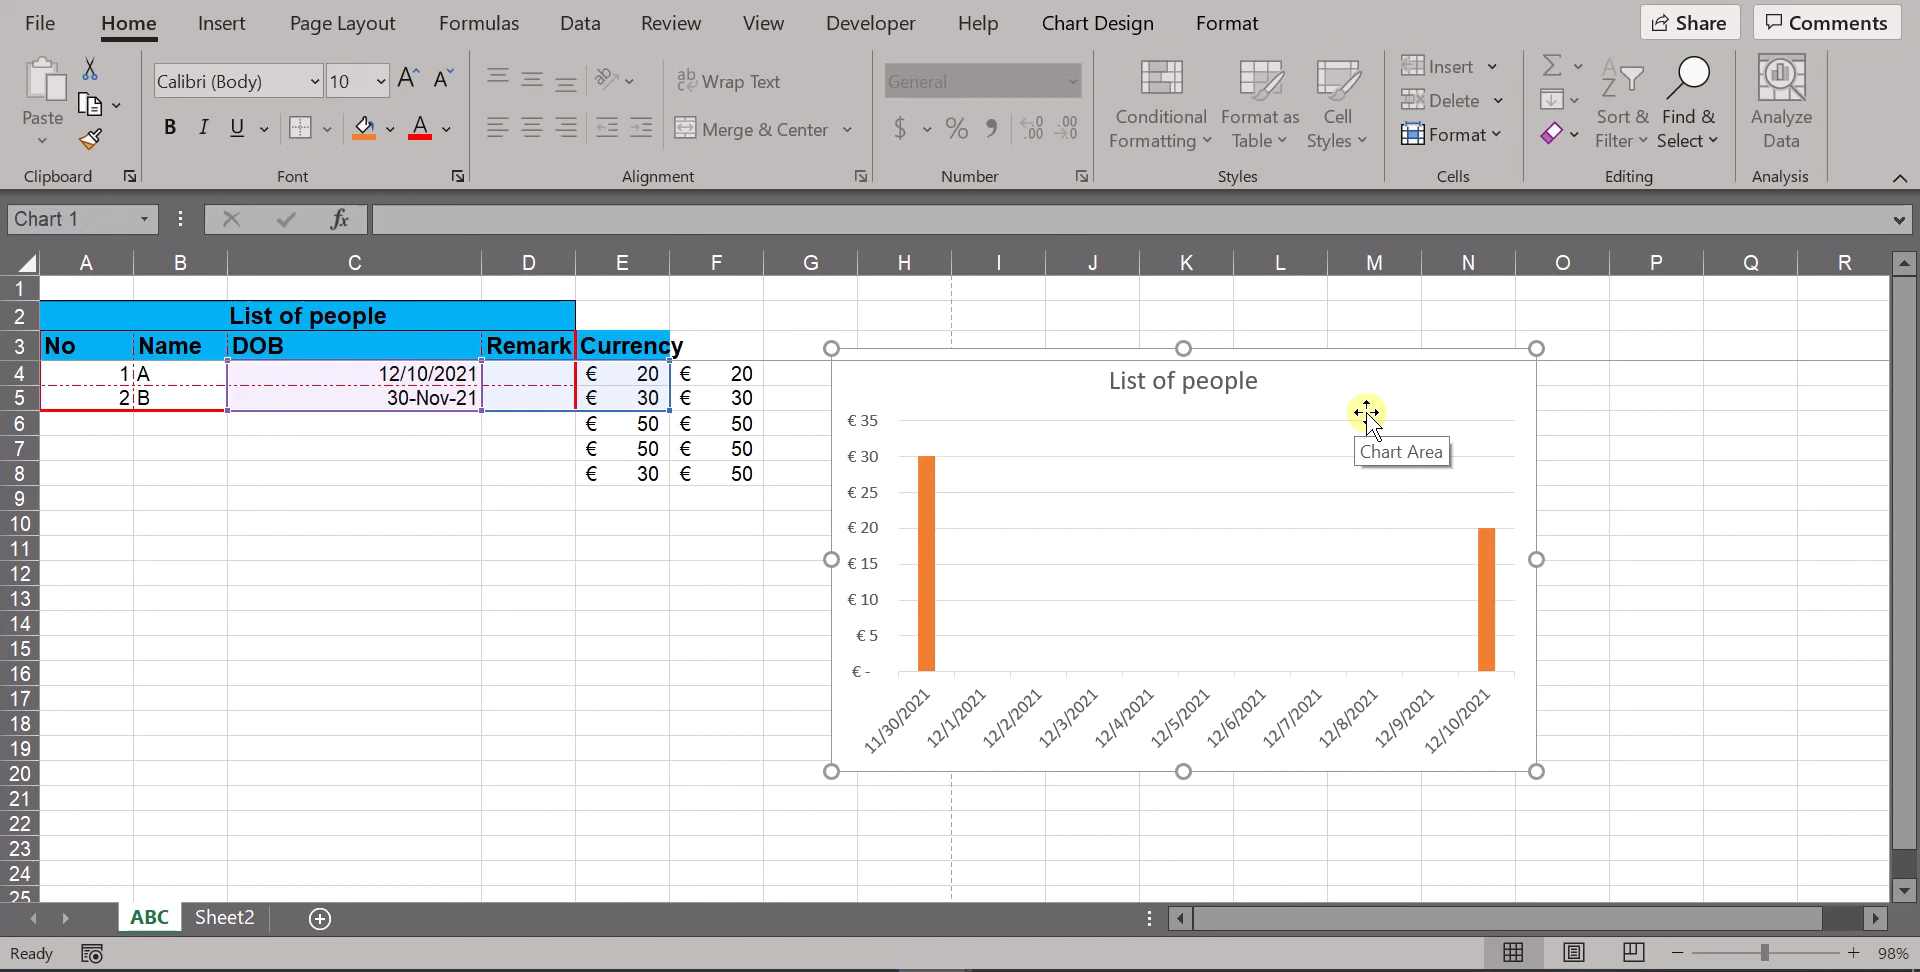 File Home Insert Page Layout Formulas Data Review View Developer Help Chart Design Format Share Comments
Paste
Calibri (Body) 10 A A
B I U A
ab Wrap Text
Merge & Center
General
$ % 9 .00 .00
Conditional Formatting
Format as Table
Cell Styles
Insert
Delete
Format
Sort & Filter
Find & Select
Analyze Data
Clipboard Font Alignment Number Styles Cells Editing Analysis
Chart 1 fx
A B C D E F G H I J K L M N O P Q R
1
2 List of people
3 No Name DOB Remark Currency
4 1 A 12/10/2021 € 20 € 20
5 2 B 30-Nov-21 € 30 € 30
6 € 50 € 50
7 € 50 € 50
8 € 30 € 50
9
10
11
12
13
14
15
16
17
18
19
20
21
22
23
24
25
List of people
€ 35
€ 30
€ 25
€ 20
€ 15
€ 10
€ 5
€ -
11/30/2021 12/1/2021 12/2/2021 12/3/2021 12/4/2021 12/5/2021 12/6/2021 12/7/2021 12/8/2021 12/9/2021 12/10/2021
Chart Area
ABC Sheet2
Ready 98%